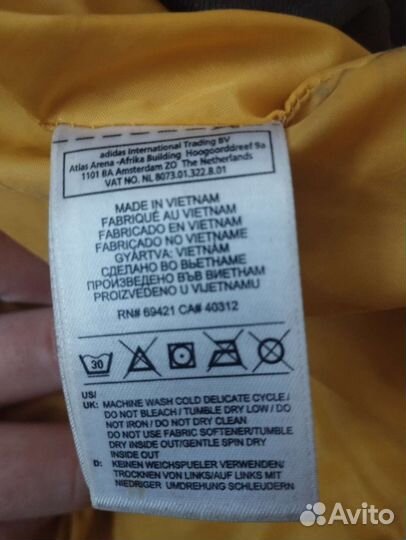 adidas International Trading BV
Atlas Arena -Afrika Building Hoogoorddreef 9a
1101 BA Amsterdam ZO The Netherlands
VAT NO. NL 8073.01.322.B.01
MADE IN VIETNAM
FABRIQUÉ AU VIETNAM
FABRICADO EN VIETNAM
FABRICADO NO VIETNAME
GYÁRTVA: VIETNAM
СДЕЛАНО ВО ВЬЕТНАМЕ
ПРОИЗВЕДЕНО ВЪВ ВИЕТНАМ
PROIZVEDENO U VIJETNAMU
RN# 69421 CA# 40312
30
US/
UK: MACHINE WASH COLD DELICATE CYCLE /
DO NOT BLEACH / TUMBLE DRY LOW / DO
NOT IRON / DO NOT DRY CLEAN
DO NOT USE FABRIC SOFTENER/TUMBLE
DRY INSIDE OUT/GENTLE SPIN DRY
INSIDE OUT
D: KEINEN WEICHSPUELER VERWENDEN/
TROCKNEN VON LINKS/AUF LINKS MIT
NIEDRIGER UMDREHUNG SCHLEUDERN
Avito